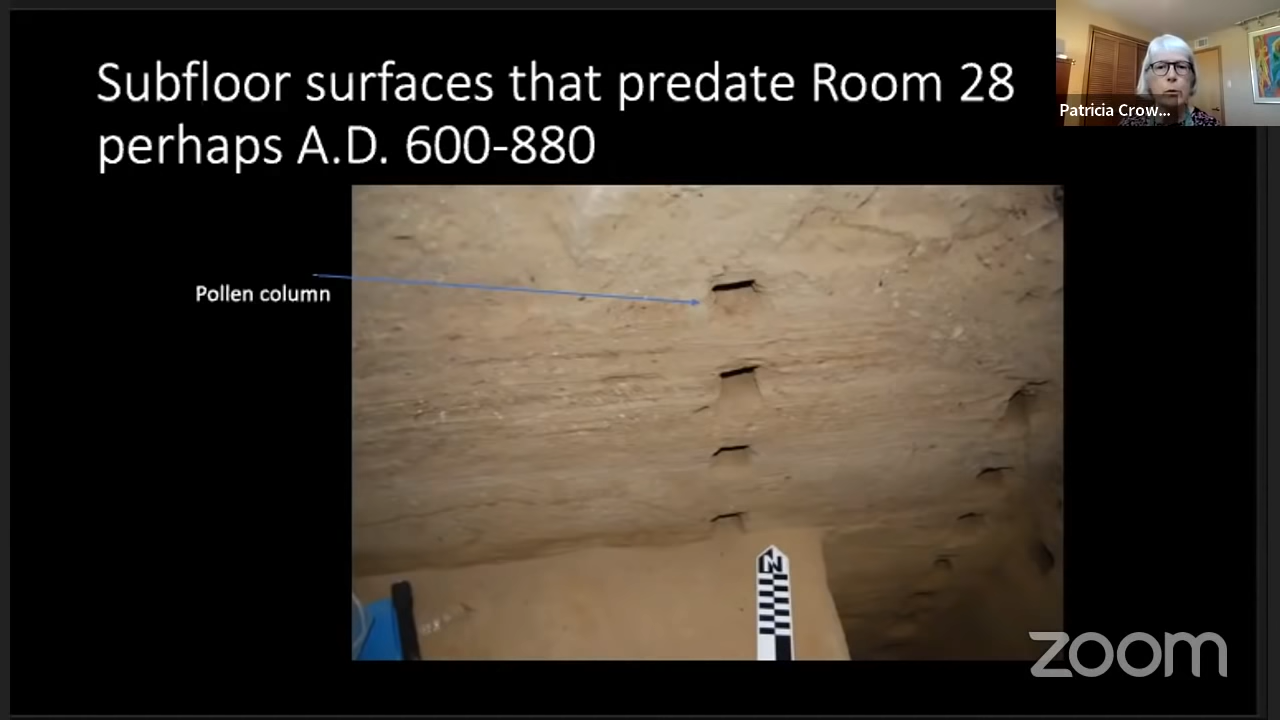 Subfloor surfaces that predate Room 28
perhaps A.D. 600-880
Patricia Crow...
Pollen column
N
zoom